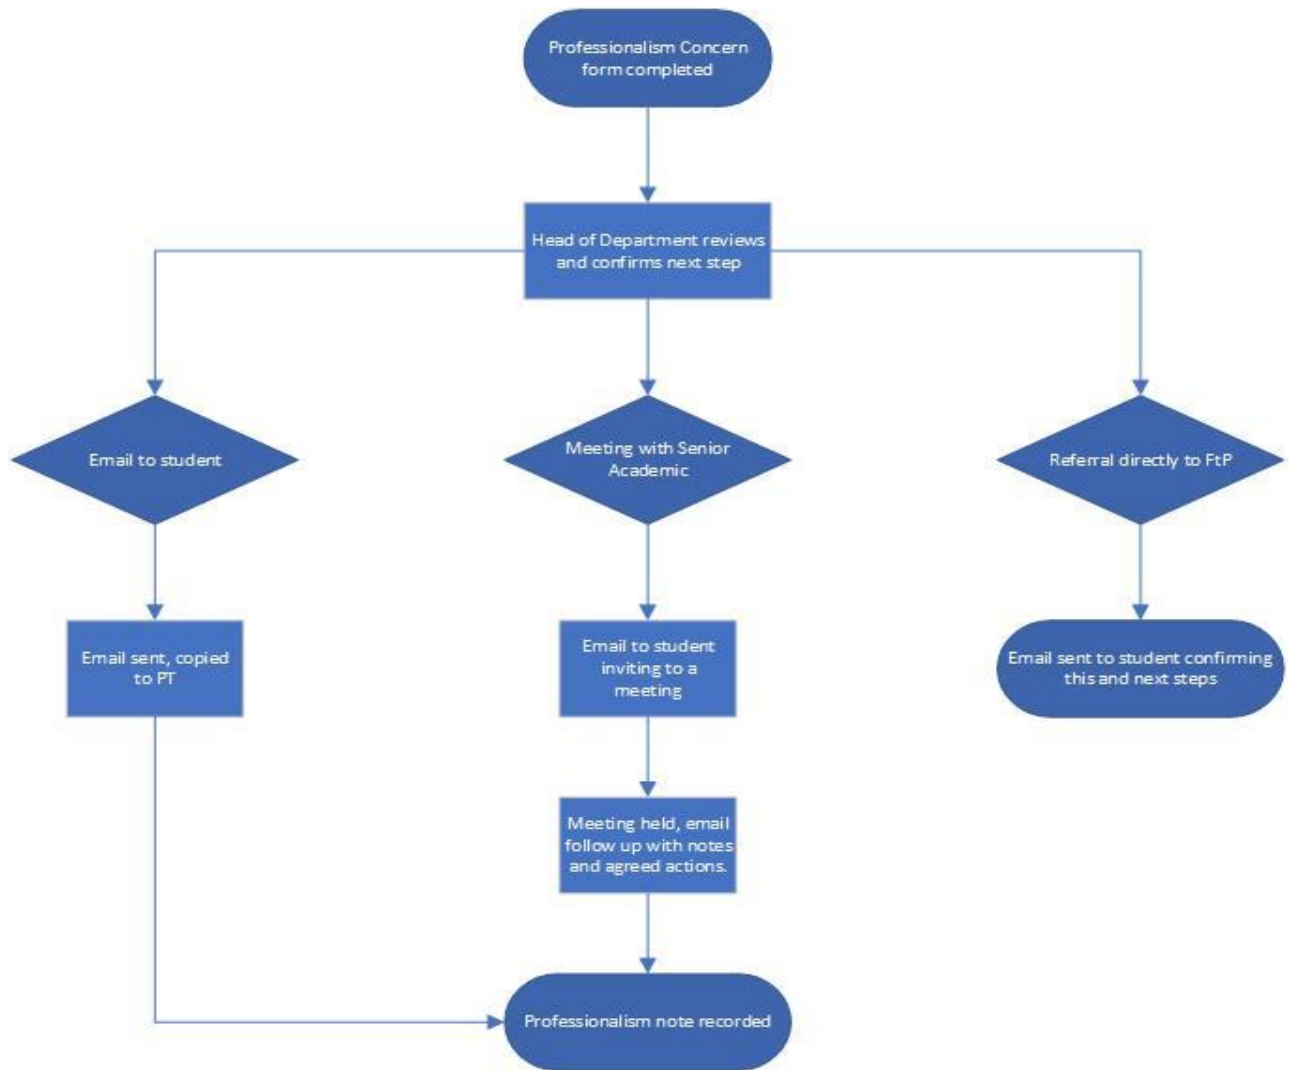 Professionalism Concern
form completed
Head of Department reviews
and confirms next step
Email to student
Meeting with Senior
Academic
Referral directly to FtP
Email sent, copied
to PT
Email to student
inviting to a
meeting
Email sent to student confirming
this and next steps
Meeting held, email
follow up with notes
and agreed actions.
Professionalism note recorded